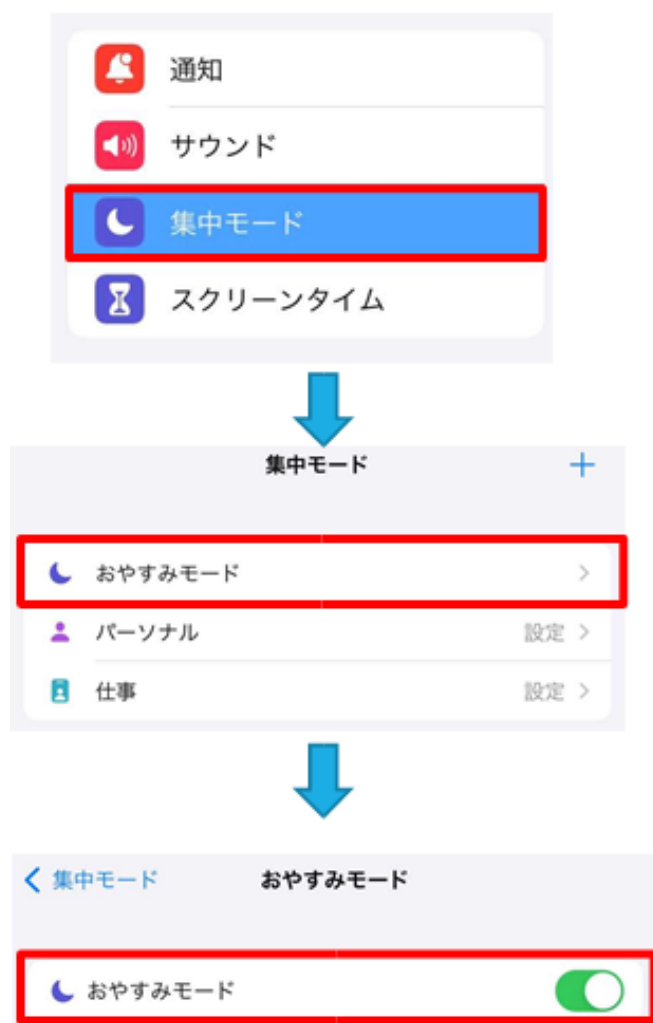 通知
サウンド
集中モード
スクリーンタイム
集中モード
おやすみモード
パーソナル 設定
仕事 設定
集中モード おやすみモード
おやすみモード